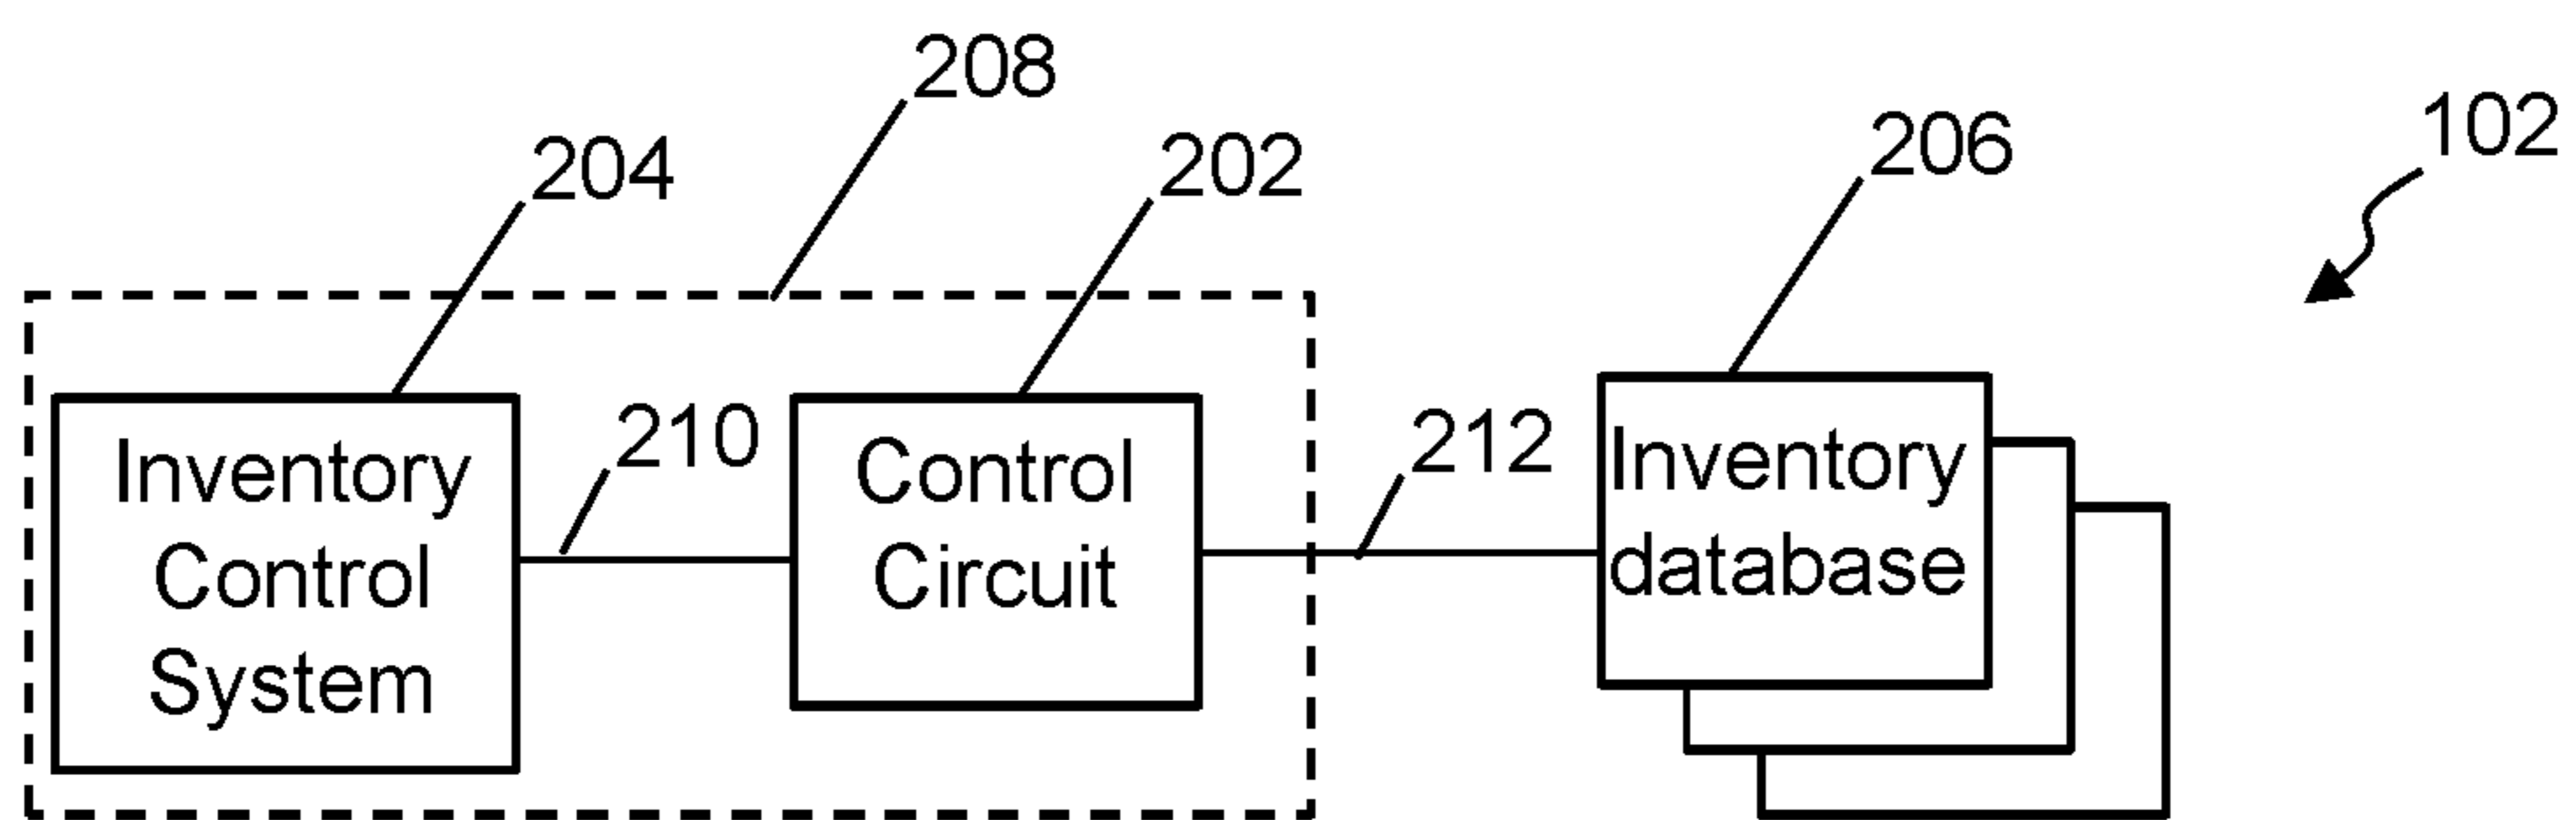 208
102
204
202
206
210
212
Inventory
Control
System
Control
Circuit
Inventory
database